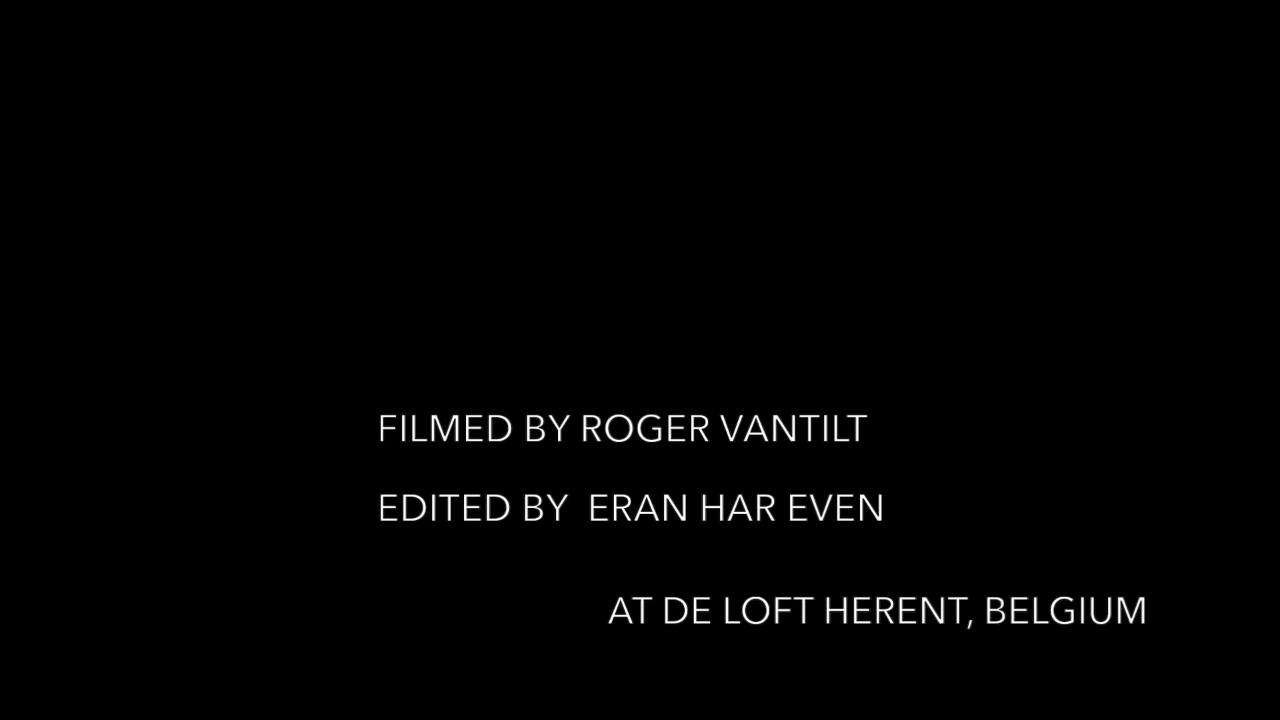 FILMED BY ROGER VANTILT
EDITED BY ERAN HAR EVEN
AT DE LOFT HERENT, BELGIUM